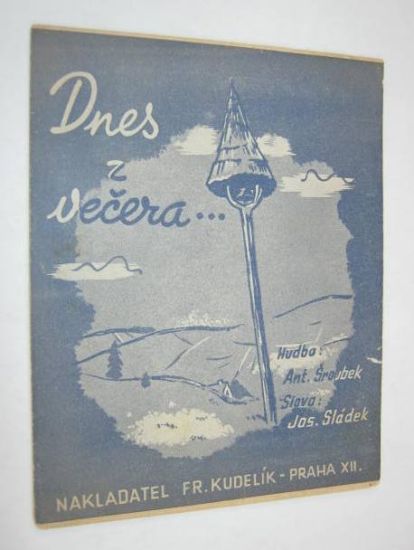 Dnes
z
večera...
Hudba:
Ant. Šroubek
Slova:
Jos. Sládek
NAKLADATEL FR. KUDELÍK - PRAHA XII.